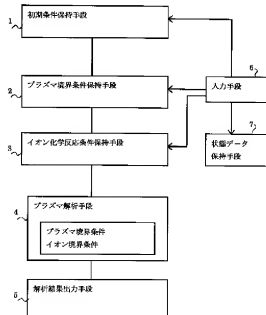 1
初期条件保持手段
6
2
プラズマ境界条件保持手段
入力手段
3
イオン化学反応条件保持手段
7
状態データ
保持手段
4
プラズマ解析手段
プラズマ境界条件
イオン境界条件
5
解析結果出力手段